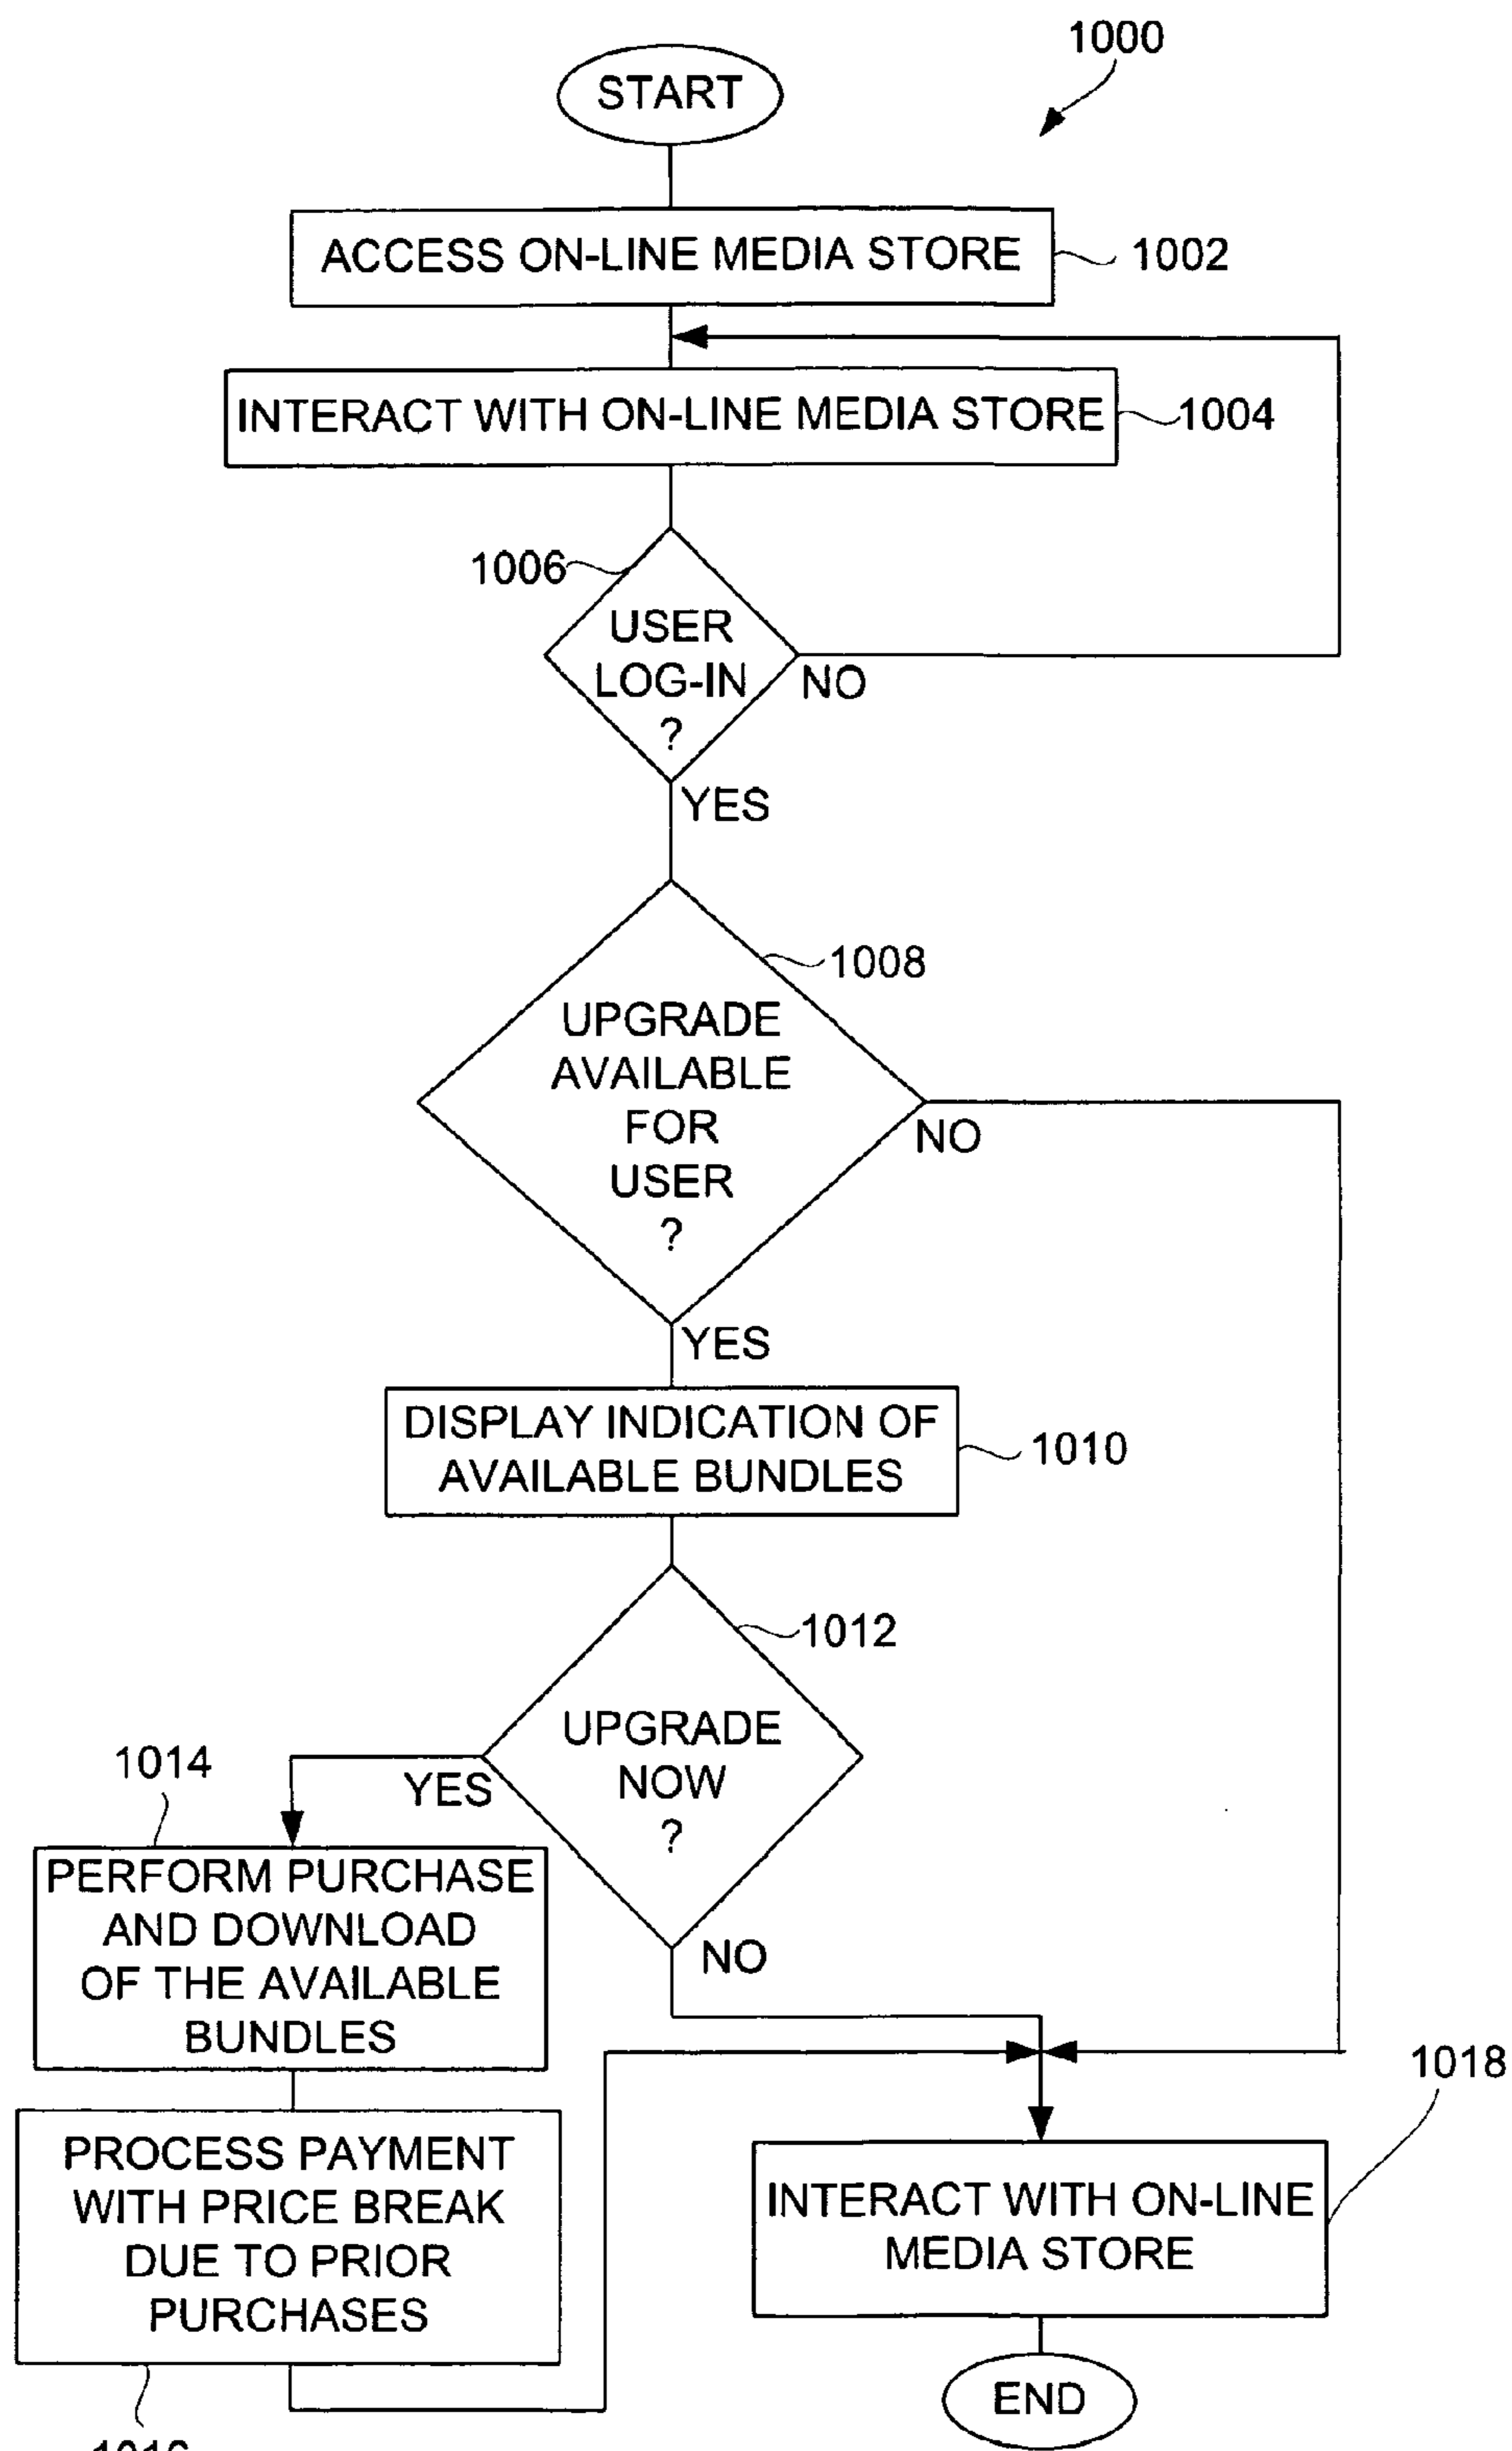 1000
START
ACCESS ON-LINE MEDIA STORE
1002
INTERACT WITH ON-LINE MEDIA STORE
1004
1006
USER
LOG-IN
?
NO
YES
1008
UPGRADE
AVAILABLE
FOR
USER
?
NO
YES
DISPLAY INDICATION OF
AVAILABLE BUNDLES
1010
1012
UPGRADE
NOW
?
YES
NO
1014
PERFORM PURCHASE
AND DOWNLOAD
OF THE AVAILABLE
BUNDLES
PROCESS PAYMENT
WITH PRICE BREAK
DUE TO PRIOR
PURCHASES
1018
INTERACT WITH ON-LINE
MEDIA STORE
END